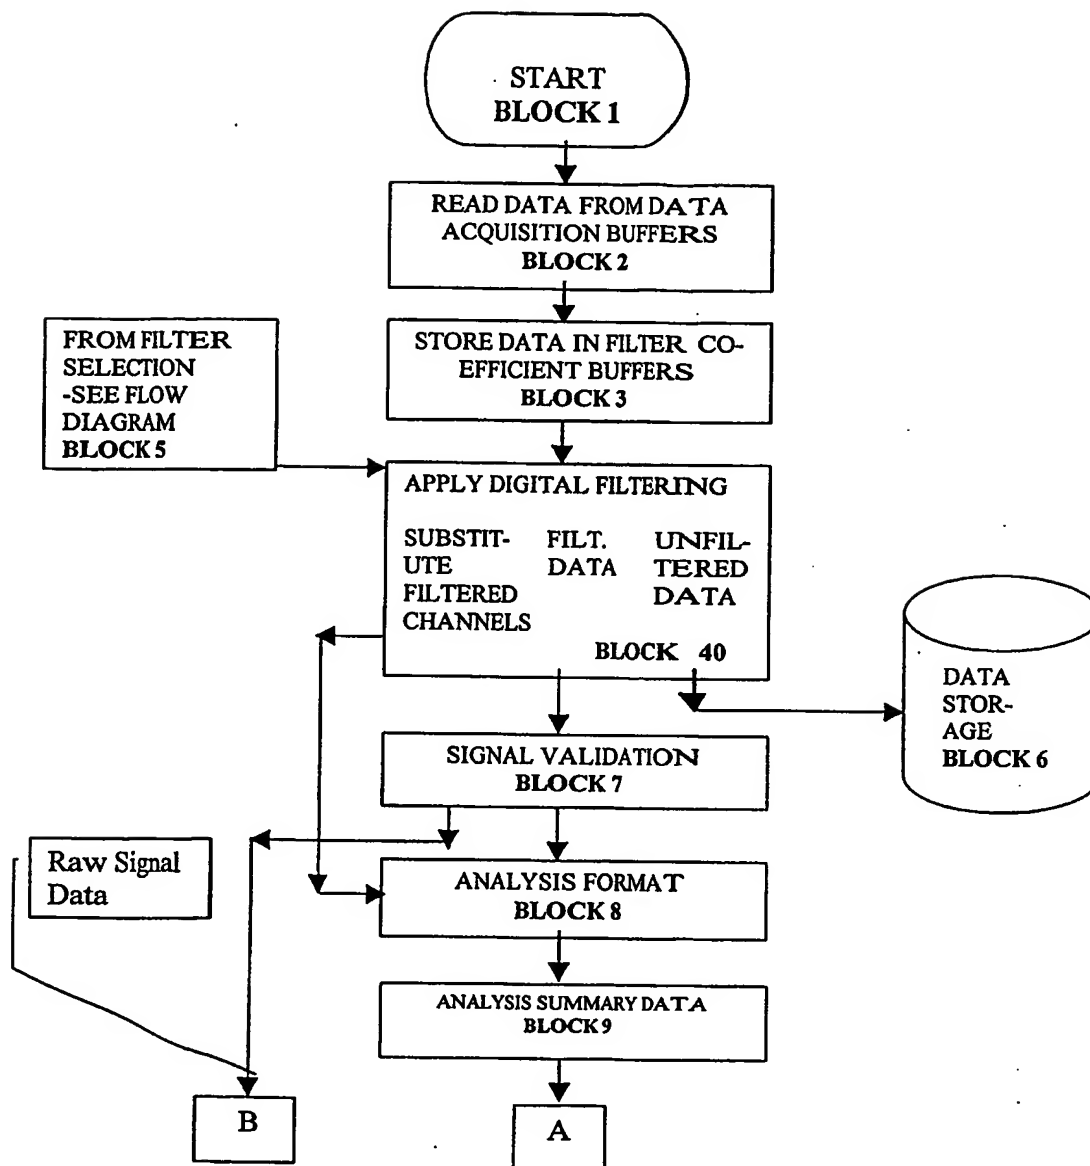 START
BLOCK 1
READ DATA FROM DATA
ACQUISITION BUFFERS
BLOCK 2
FROM FILTER
SELECTION
-SEE FLOW
DIAGRAM
BLOCK 5
STORE DATA IN FILTER CO-
EFFICIENT BUFFERS
BLOCK 3
APPLY DIGITAL FILTERING
SUBSTIT-
UTE
FILTERED
CHANNELS
FILT.
DATA
UNFIL-
TERED
DATA
BLOCK 40
DATA
STOR-
AGE
BLOCK 6
SIGNAL VALIDATION
BLOCK 7
Raw Signal
Data
ANALYSIS FORMAT
BLOCK 8
ANALYSIS SUMMARY DATA
BLOCK 9
B
A